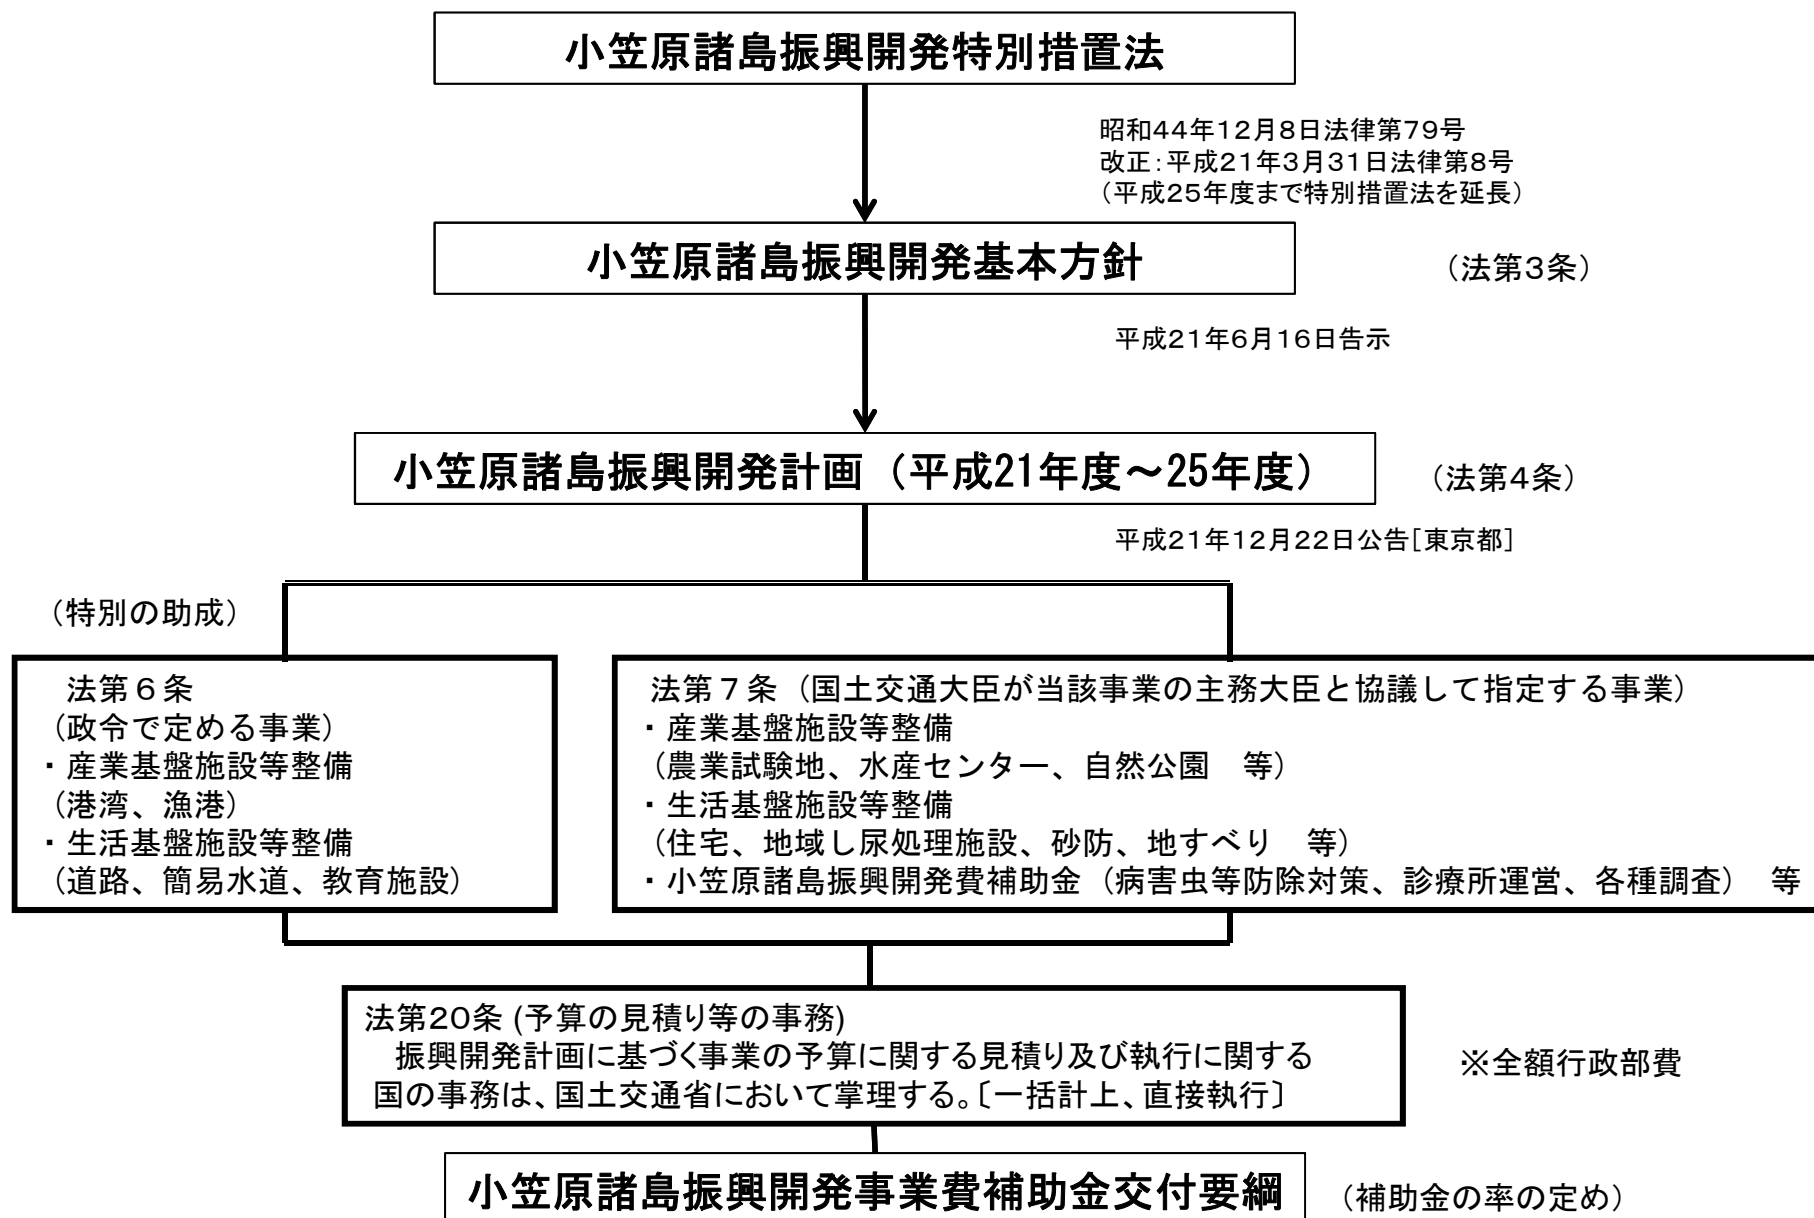 小笠原諸島振興開発特別措置法
昭和44年12月8日法律第79号
改正：平成21年3月31日法律第8号
（平成25年度まで特別措置法を延長）
小笠原諸島振興開発基本方針
（法第3条）
平成21年6月16日告示
小笠原諸島振興開発計画（平成21年度～25年度）
（法第4条）
平成21年12月22日公告[東京都]
（特別の助成）
法第６条
（政令で定める事業）
・産業基盤施設等整備
（港湾、漁港）
・生活基盤施設等整備
（道路、簡易水道、教育施設）
法第７条（国土交通大臣が当該事業の主務大臣と協議して指定する事業）
・産業基盤施設等整備
（農業試験地、水産センター、自然公園　等）
・生活基盤施設等整備
（住宅、地域し尿処理施設、砂防、地すべり　等）
・小笠原諸島振興開発費補助金（病害虫等防除対策、診療所運営、各種調査）　等
法第20条 (予算の見積り等の事務)
振興開発計画に基づく事業の予算に関する見積り及び執行に関する
国の事務は、国土交通省において掌理する。〔一括計上、直接執行〕
※全額行政部費
小笠原諸島振興開発事業費補助金交付要綱
（補助金の率の定め）